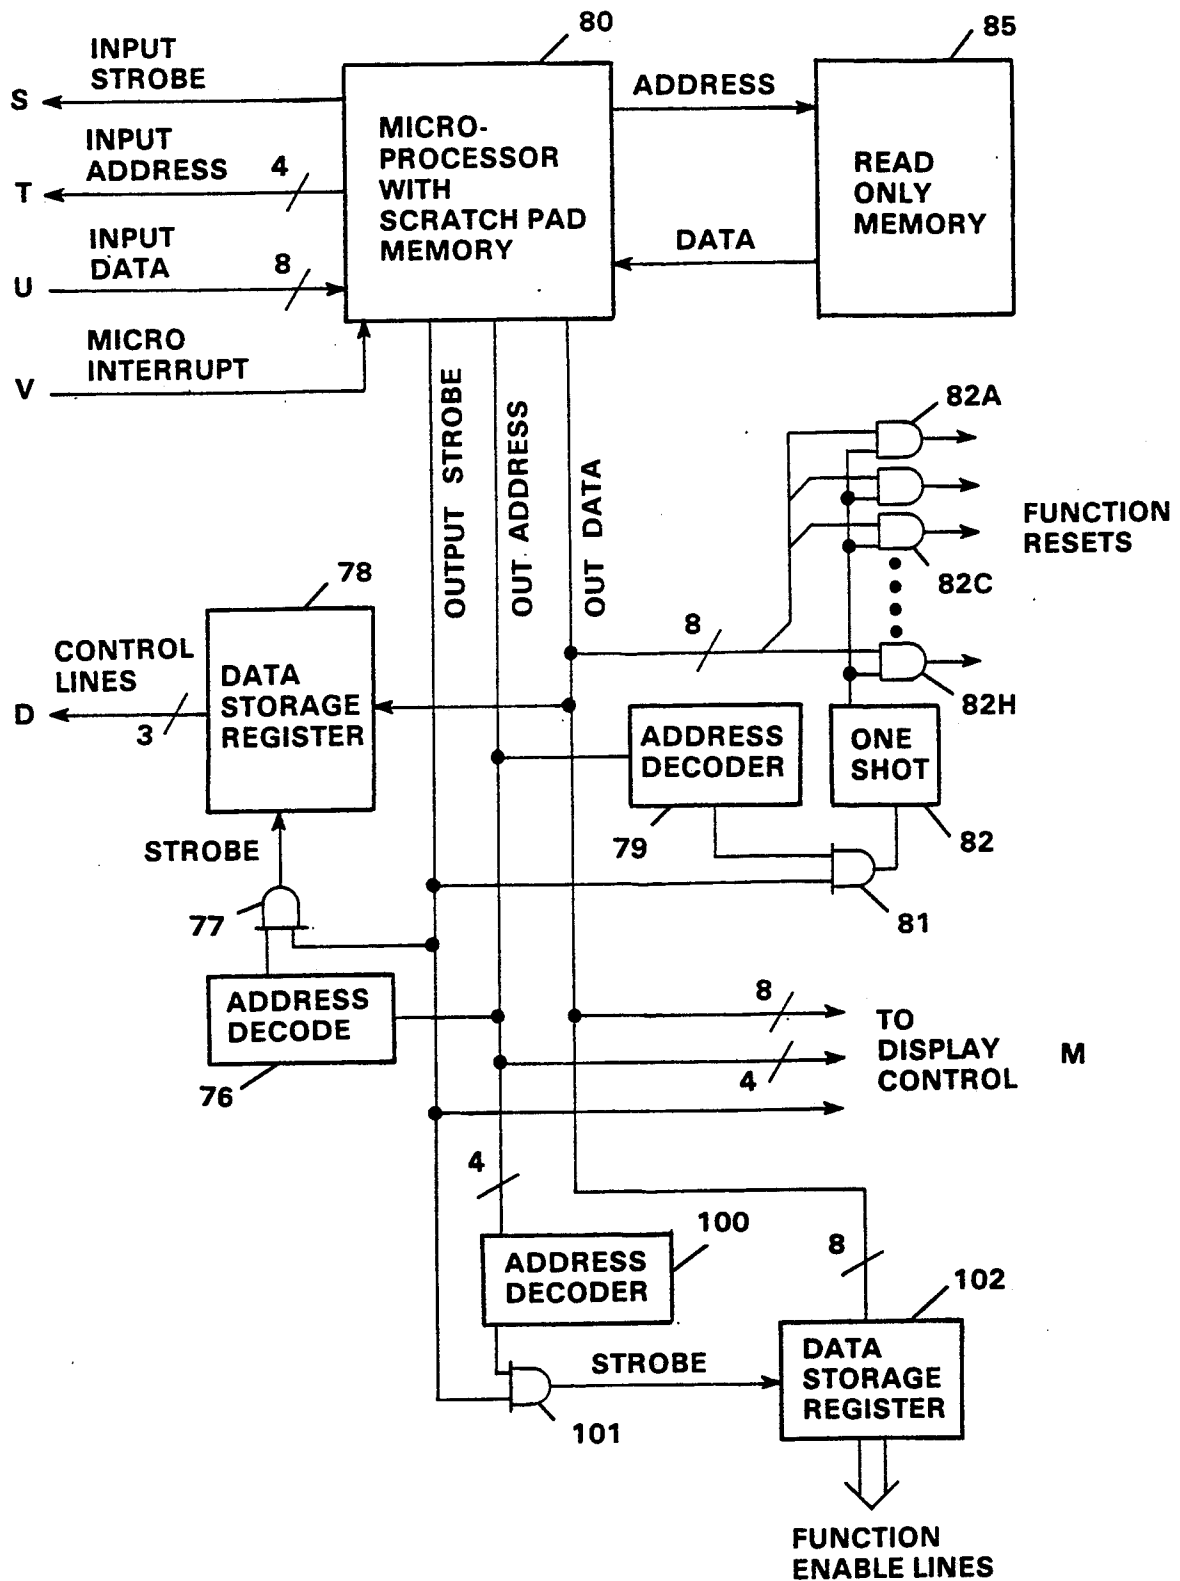 80
85
INPUT
STROBE
S
ADDRESS
MICRO-
PROCESSOR
WITH
SCRATCH PAD
MEMORY
READ
ONLY
MEMORY
INPUT
ADDRESS
4
T
DATA
INPUT
DATA
8
U
MICRO
INTERRUPT
V
OUTPUT STROBE
OUT ADDRESS
OUT DATA
82A
FUNCTION
RESETS
82C
78
8
82H
CONTROL
LINES
D
3
DATA
STORAGE
REGISTER
ADDRESS
DECODER
ONE
SHOT
79
82
STROBE
77
81
ADDRESS
DECODE
76
8
4
TO
DISPLAY
CONTROL
M
4
100
ADDRESS
DECODER
8
102
STROBE
DATA
STORAGE
REGISTER
101
FUNCTION
ENABLE LINES